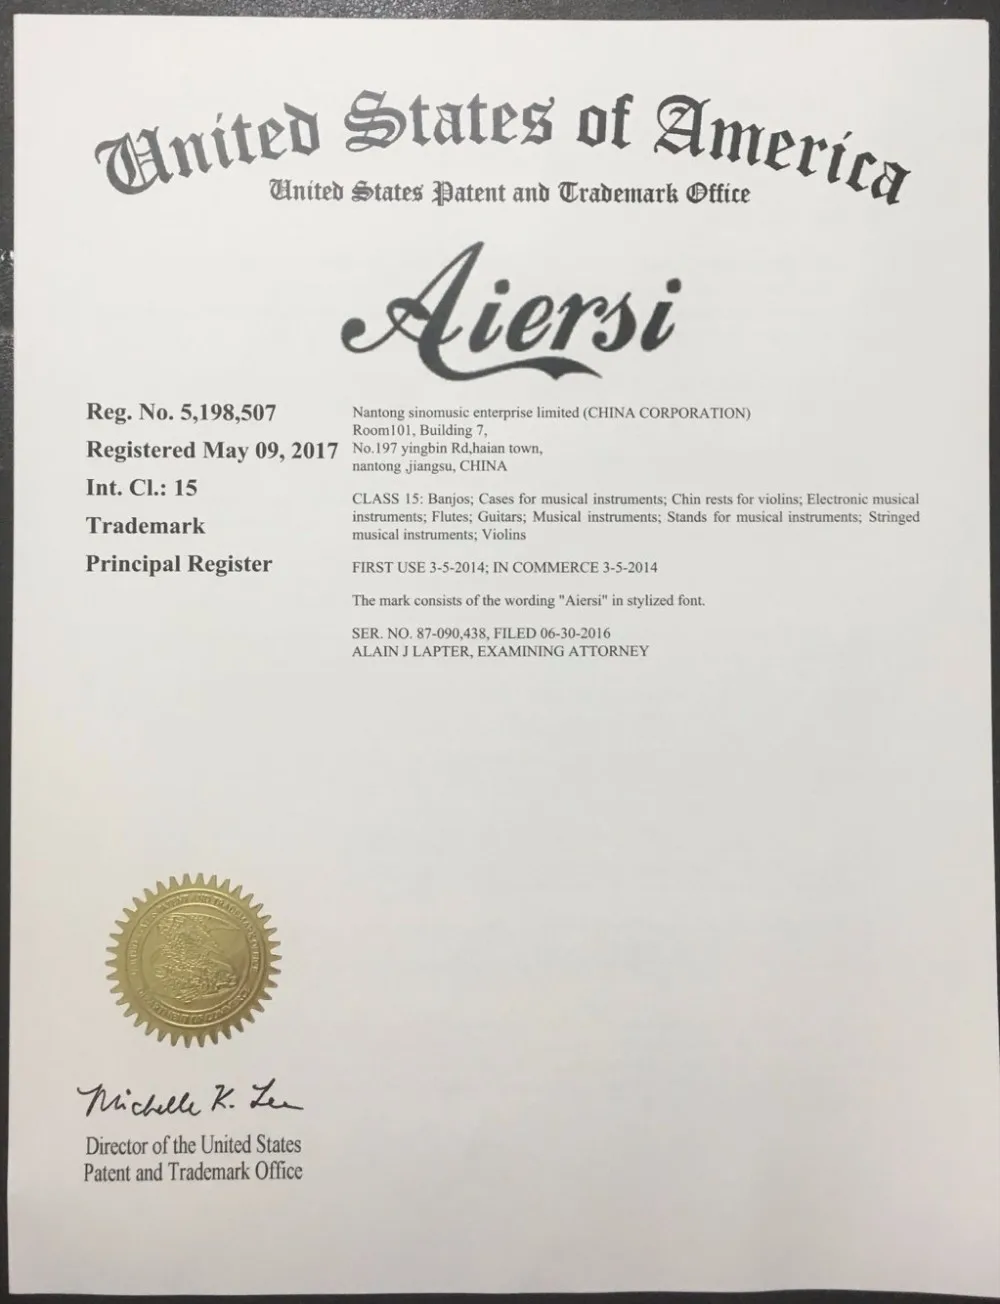 United States of America
United States Patent and Trademark Office
Aiersi
Reg. No. 5,198,507
Registered May 09, 2017
Int. Cl.: 15
Trademark
Principal Register
Nantong sinomusic enterprise limited (CHINA CORPORATION)
Room101, Building 7,
No.197 yingbin Rd,haian town,
nantong ,jiangsu, CHINA
CLASS 15: Banjos; Cases for musical instruments; Chin rests for violins; Electronic musical
instruments; Flutes; Guitars; Musical instruments; Stands for musical instruments; Stringed
musical instruments; Violins
FIRST USE 3-5-2014; IN COMMERCE 3-5-2014
The mark consists of the wording "Aiersi" in stylized font.
SER. NO. 87-090,438, FILED 06-30-2016
ALAIN J LAPTER, EXAMINING ATTORNEY
Michelle K. Lee
Director of the United States
Patent and Trademark Office